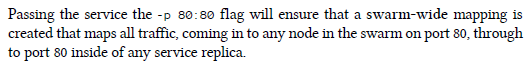 Passing the service the -p 80:80 flag will ensure that a swarm-wide mapping is
created that maps all traffic, coming in to any node in the swarm on port 80, through
to port 80 inside of any service replica.